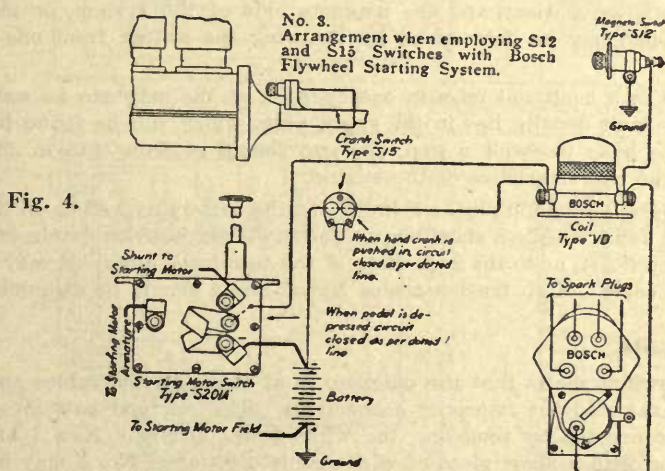 No. 3.
Arrangement when employing S12
and S15 Switches with Bosch
Flywheel Starting System.
Magneto Switch
Type "S12"
Ground
Crank Switch
Type "S15"
BOSCH
Coil
Type "VD"
Fig. 4.
When hand crank is
pushed in, circuit
closed as per dotted
line.
Shunt to
Starting Motor
To Spark Plugs
When pedal is de-
pressed circuit
closed as per dotted
line
To Starting Motor
Armature
BOSCH
Starting Motor Switch
Type "S201A"
Battery
To Starting Motor Field
Ground